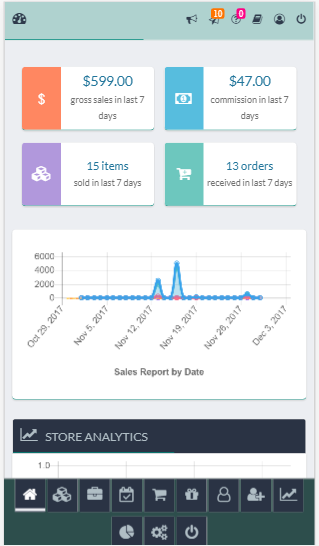 10
0
$599.00
gross sales in last 7
days
$47.00
commission in last 7
days
15 items
sold in last 7 days
13 orders
received in last 7 days
6000
4000
2000
0
Oct 29, 2017
Nov 5, 2017
Nov 12, 2017
Nov 19, 2017
Nov 26, 2017
Dec 3, 2017
Sales Report by Date
STORE ANALYTICS
1.0